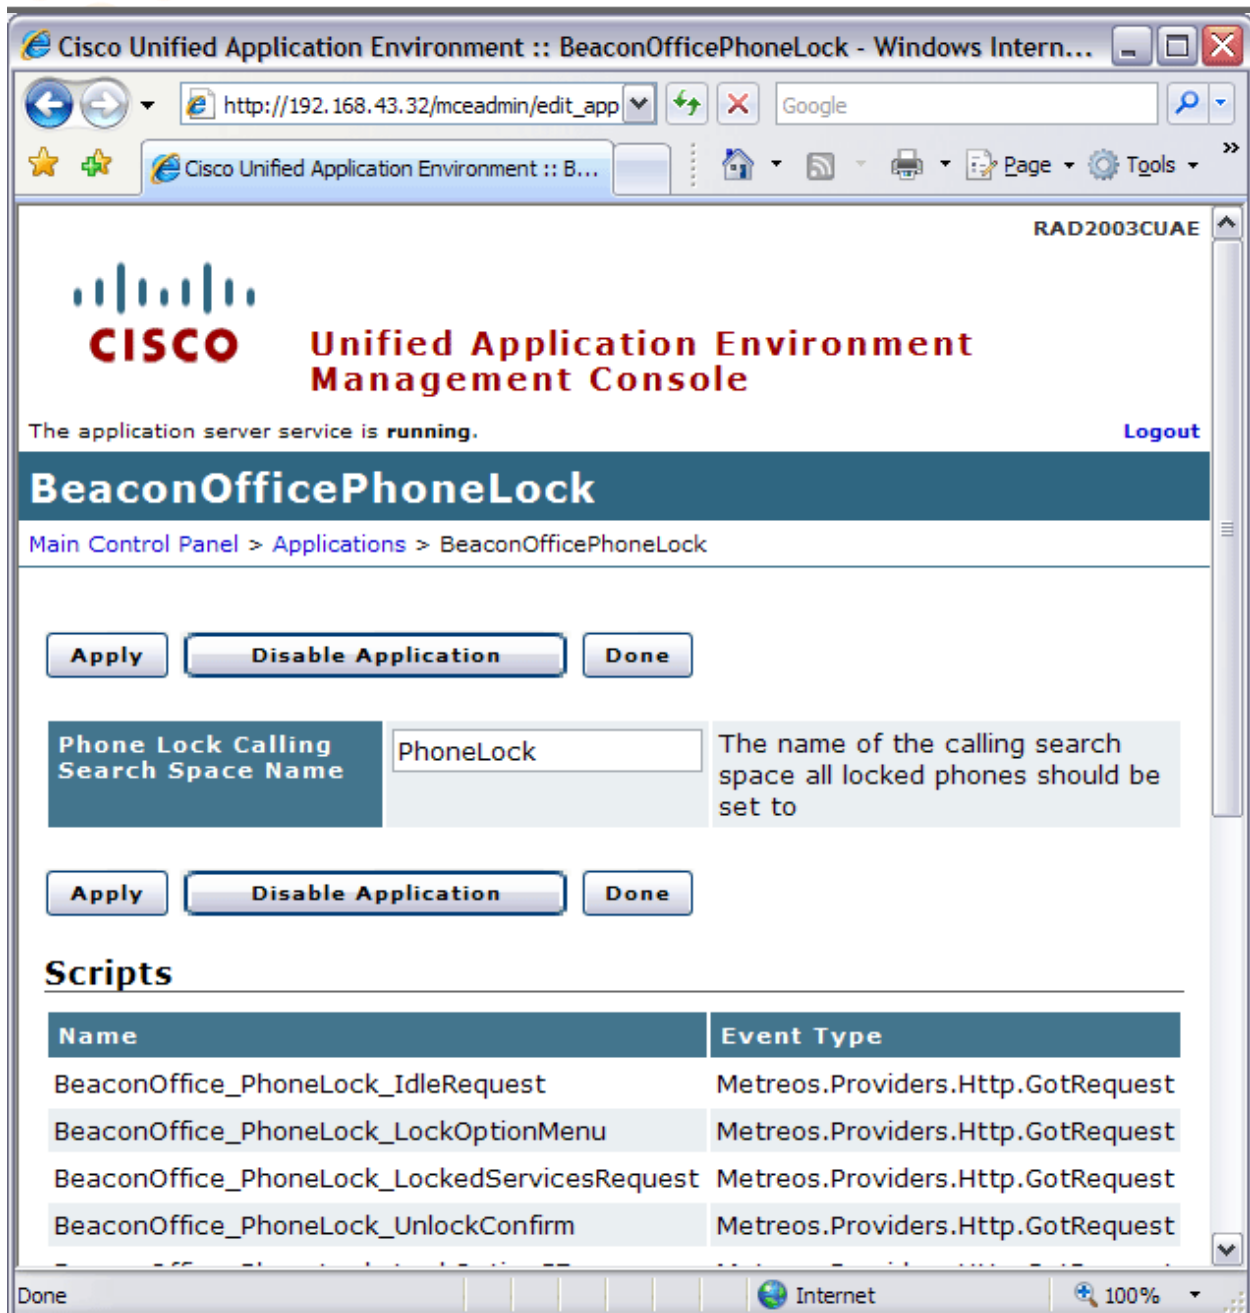 Cisco Unified Application Environment :: BeaconOfficePhoneLock - Windows Intern...
http://192.168.43.32/mceadmin/edit_app
Google
Cisco Unified Application Environment :: B...
Page
Tools
»
RAD2003CUAE
CISCO
Unified Application Environment
Management Console
The application server service is running.
Logout
BeaconOfficePhoneLock
Main Control Panel > Applications > BeaconOfficePhoneLock
Apply Disable Application Done
Phone Lock Calling
Search Space Name
PhoneLock
The name of the calling search
space all locked phones should be
set to
Apply Disable Application Done
Scripts
Name Event Type
BeaconOffice_PhoneLock_IdleRequest Metreos.Providers.Http.GotRequest
BeaconOffice_PhoneLock_LockOptionMenu Metreos.Providers.Http.GotRequest
BeaconOffice_PhoneLock_LockedServicesRequest Metreos.Providers.Http.GotRequest
BeaconOffice_PhoneLock_UnlockConfirm Metreos.Providers.Http.GotRequest
Done Internet 100%